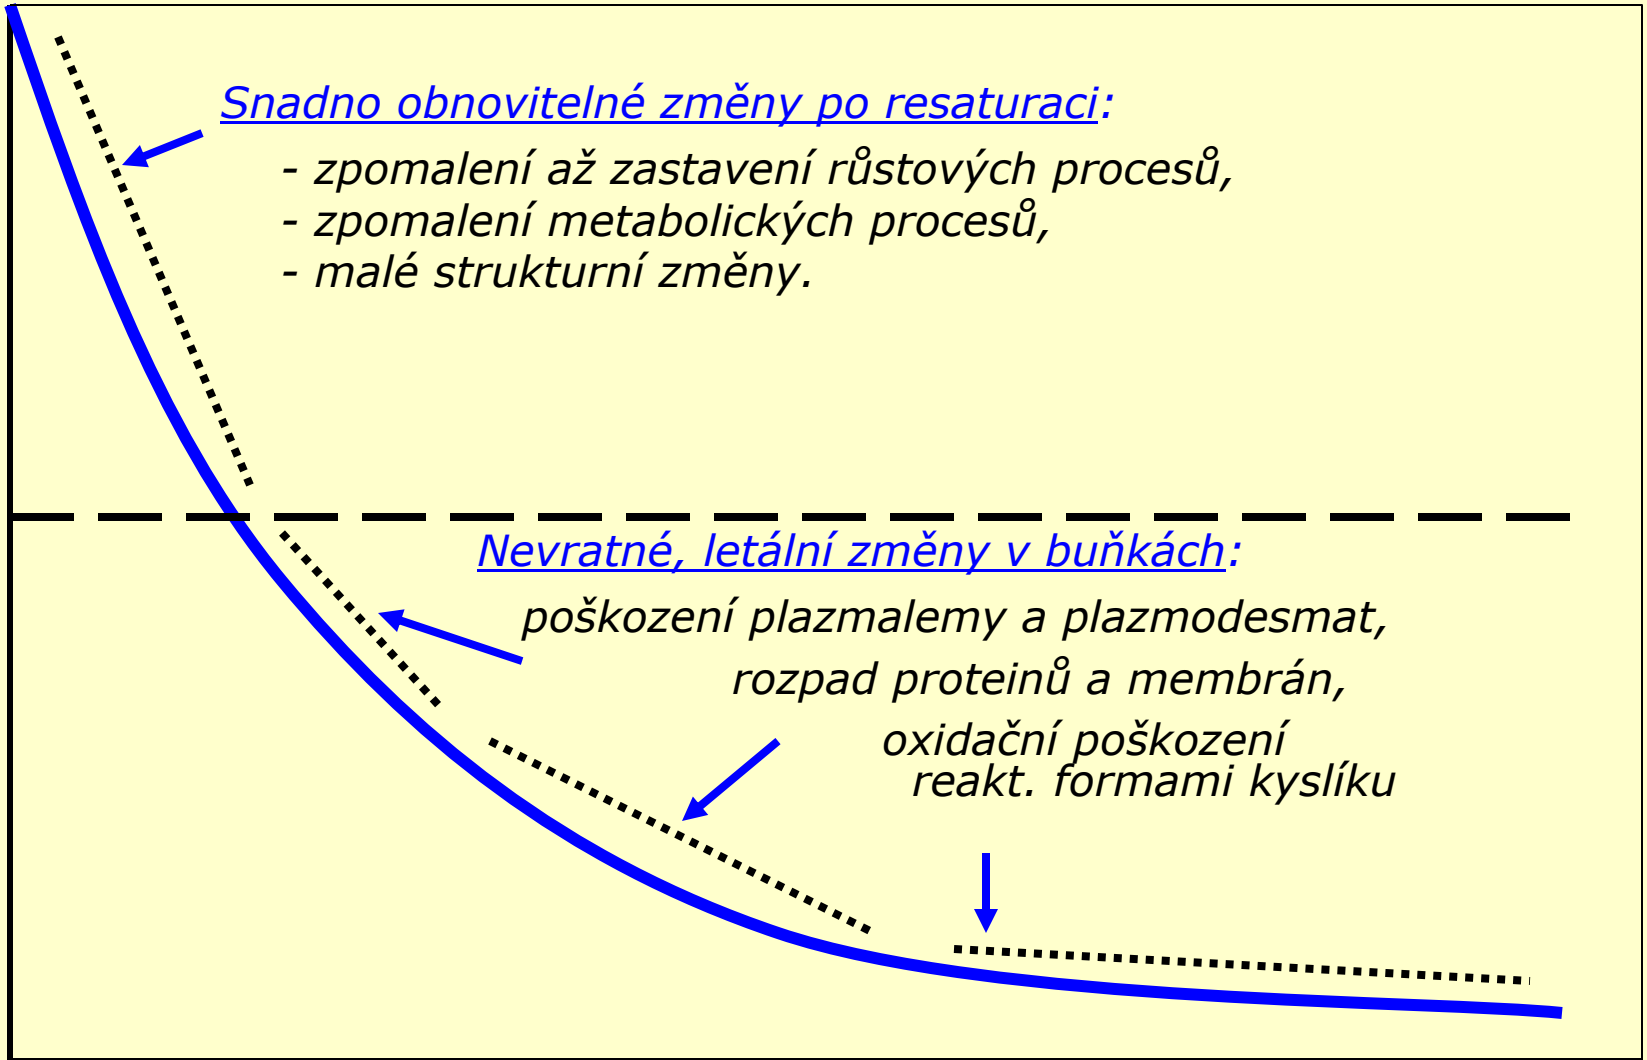 Snadno obnovitelné změny po resaturaci:
- zpomalení až zastavení růstových procesů,
- zpomalení metabolických procesů,
- malé strukturní změny.
Nevratné, letální změny v buňkách:
poškození plazmalemy a plazmodesmat,
rozpad proteinů a membrán,
oxidační poškození
reakt. formami kyslíku